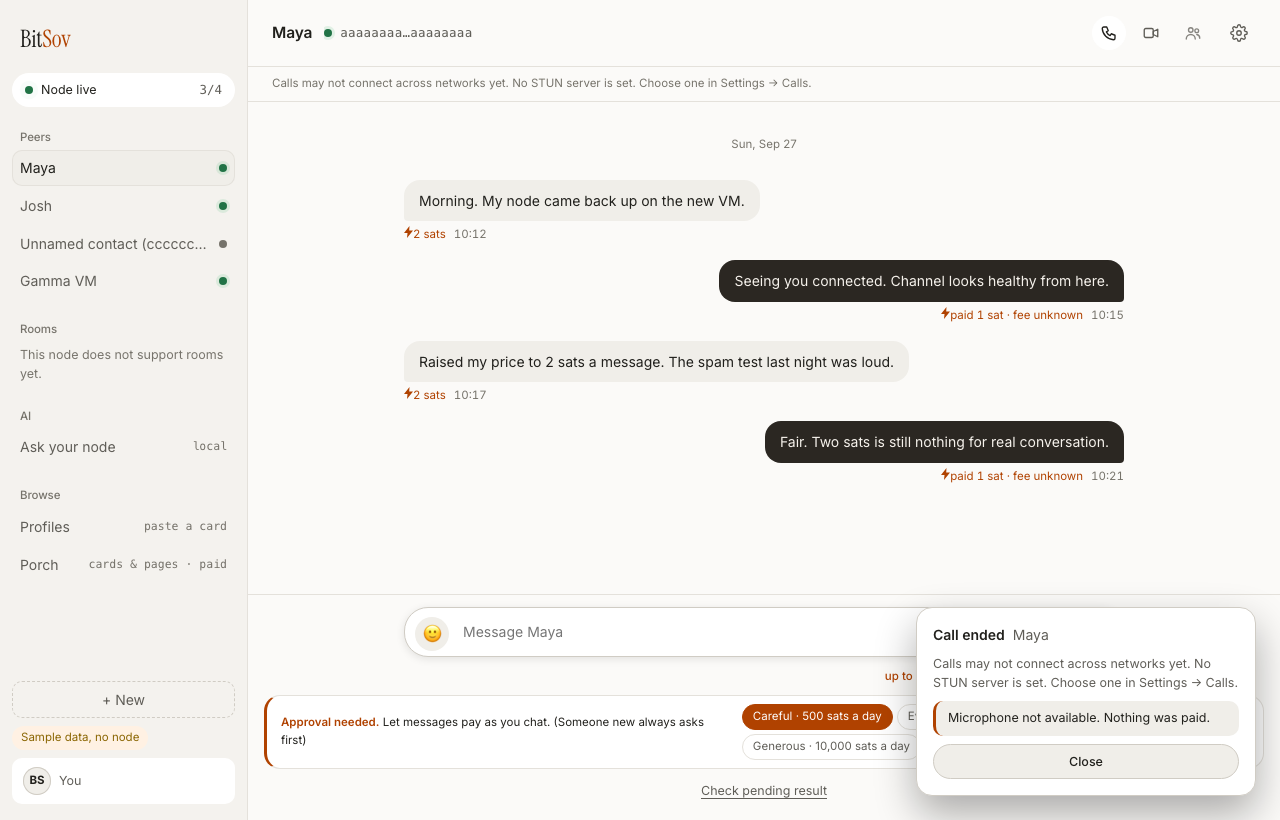 BitSov
Node live 3/4
Peers
Maya
Josh
Unnamed contact (cccccc...
Gamma VM
Rooms
This node does not support rooms
yet.
AI
Ask your node local
Browse
Profiles paste a card
Porch cards & pages · paid
+ New
Sample data, no node
BS You
Maya aaaaaaaa…aaaaaaaa
Calls may not connect across networks yet. No STUN server is set. Choose one in Settings → Calls.
Sun, Sep 27
Morning. My node came back up on the new VM.
2 sats 10:12
Seeing you connected. Channel looks healthy from here.
paid 1 sat · fee unknown 10:15
Raised my price to 2 sats a message. The spam test last night was loud.
2 sats 10:17
Fair. Two sats is still nothing for real conversation.
paid 1 sat · fee unknown 10:21
Message Maya
up to
Approval needed. Let messages pay as you chat. (Someone new always asks
first)
Careful · 500 sats a day
Generous · 10,000 sats a day
Check pending result
Call ended Maya
Calls may not connect across networks yet. No
STUN server is set. Choose one in Settings → Calls.
Microphone not available. Nothing was paid.
Close